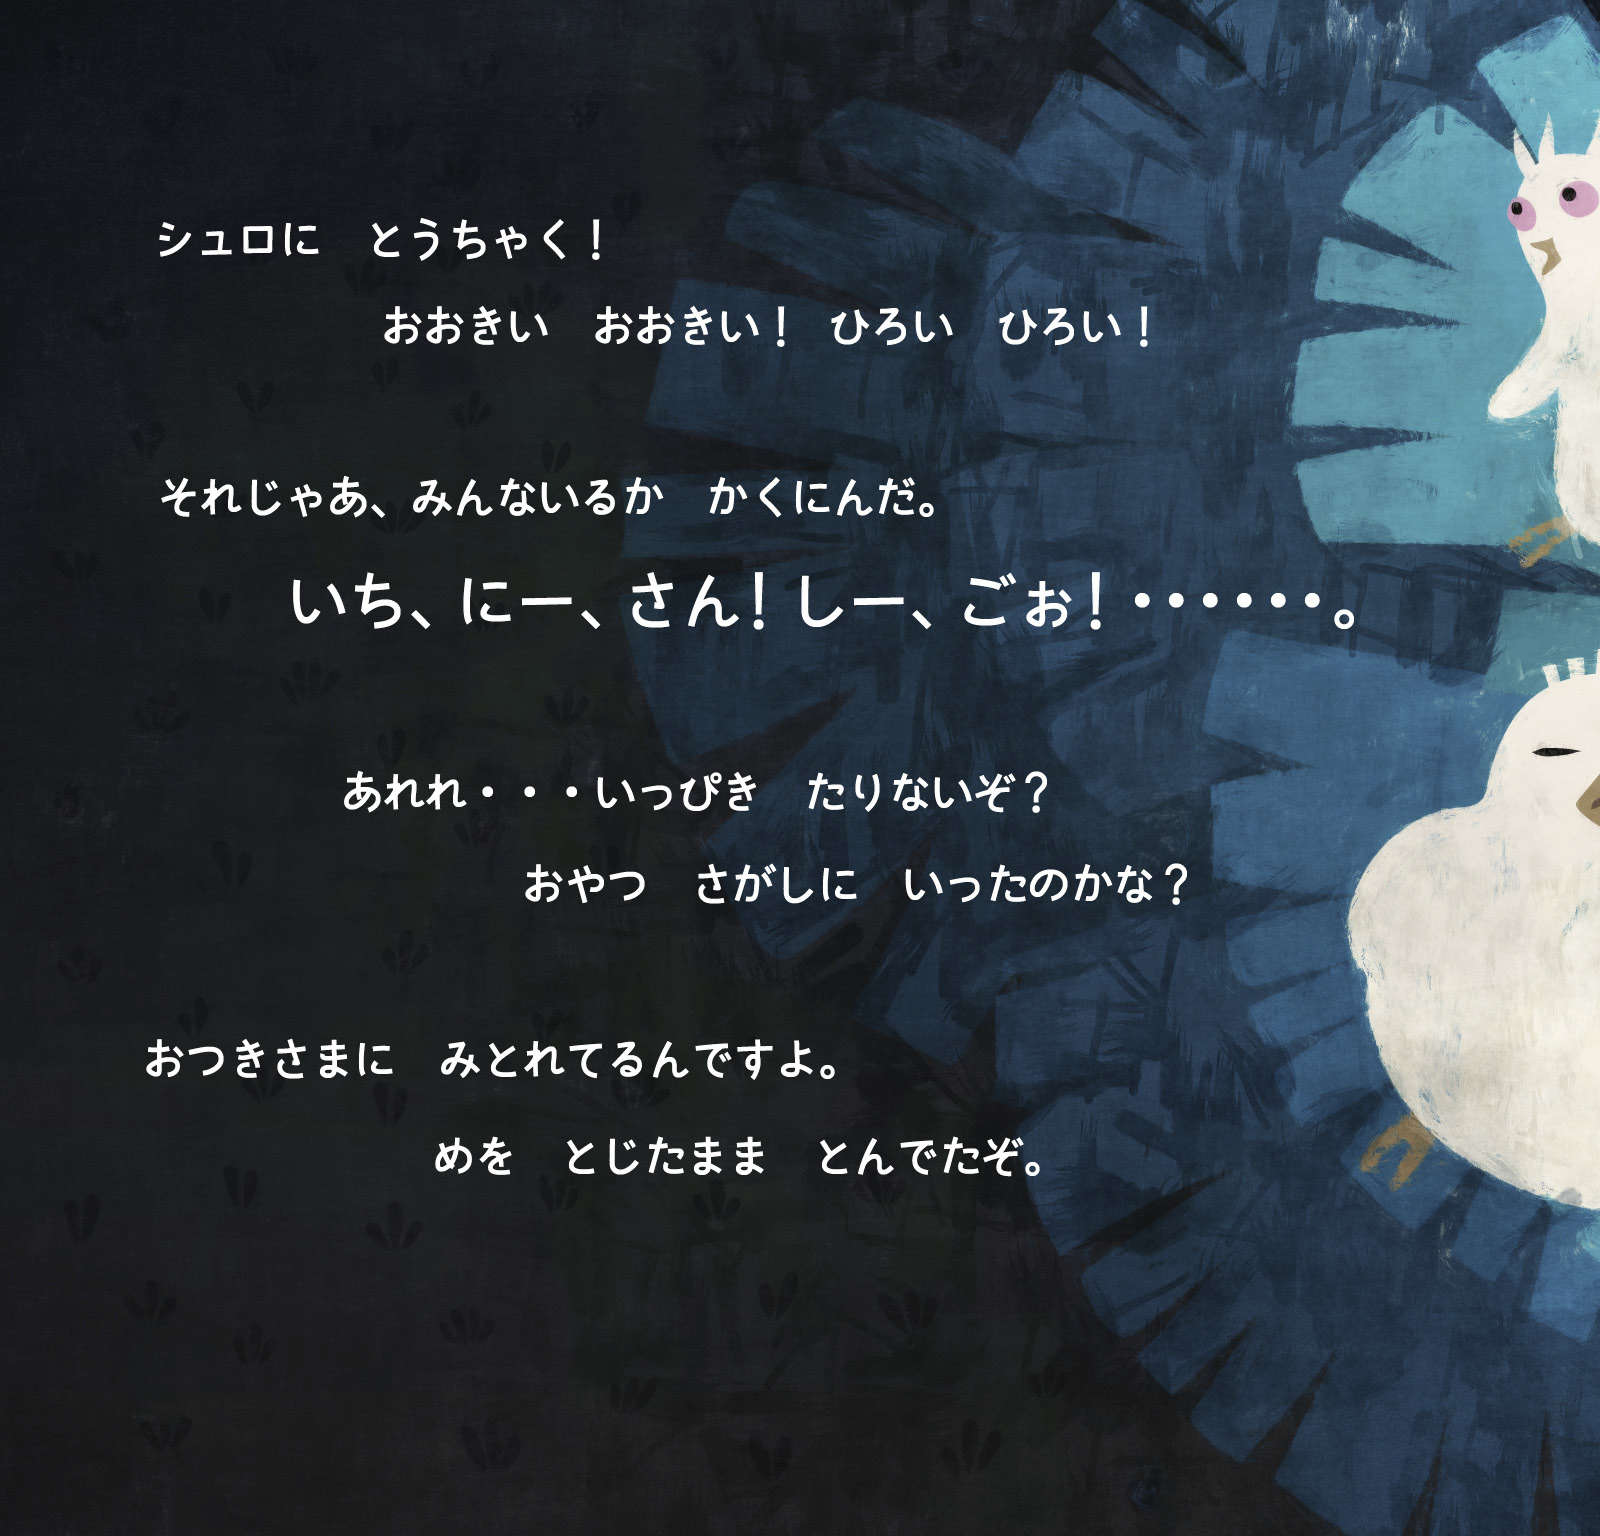 シュロに　とうちゃく！
おおきい　おおきい！　ひろい　ひろい！
それじゃあ、みんないるか　かくにんだ。
いち、にー、さん！しー、ごぉ！・・・・・・。
あれれ・・・いっぴき　たりないぞ？
おやつ　さがしに　いったのかな？
おつきさまに　みとれてるんですよ。
めを　とじたまま　とんでたぞ。